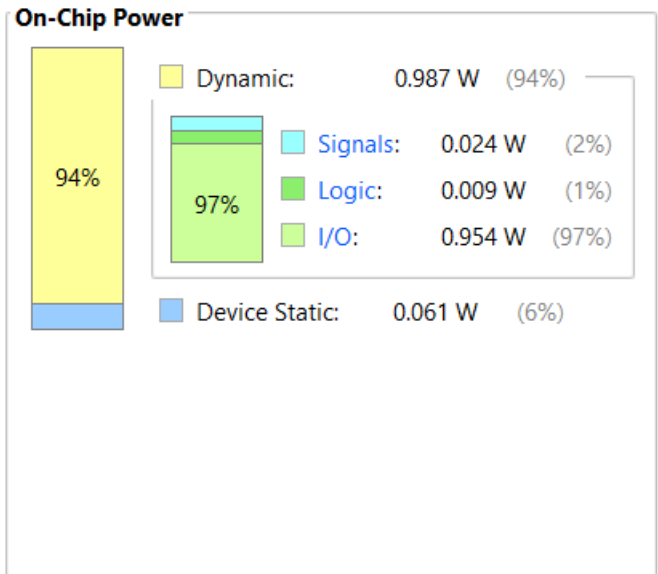 On-Chip Power
Dynamic: 0.987 W (94%)
94%
97%
Signals: 0.024 W (2%)
Logic: 0.009 W (1%)
I/O: 0.954 W (97%)
Device Static: 0.061 W (6%)